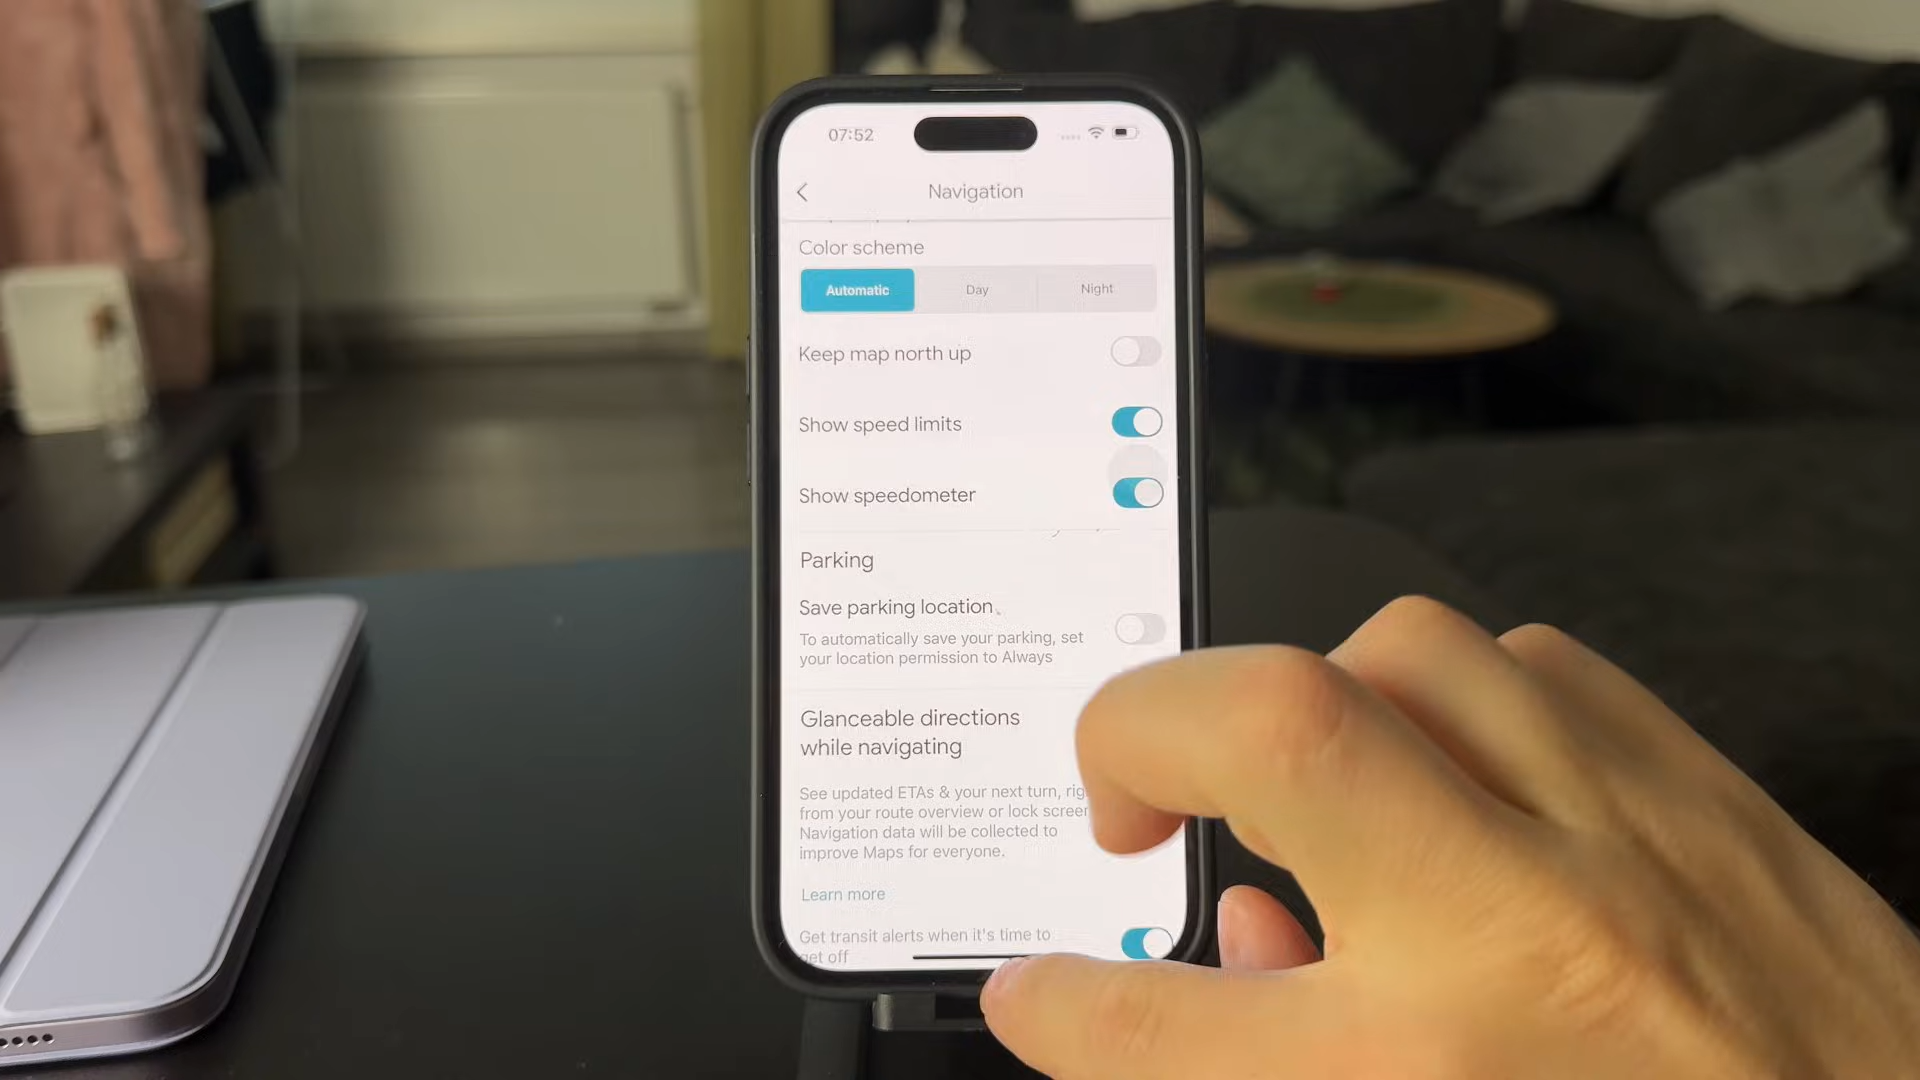 07:52
Navigation
Color scheme
Automatic Day Night
Keep map north up
Show speed limits
Show speedometer
Parking
Save parking location
To automatically save your parking, set
your location permission to Always
Glanceable directions
while navigating
See updated ETAs & your next turn,
from your route overview or lock
Navigation data will be collected to
improve Maps for everyone.
Learn more
Get transit alerts when it's time to
get off